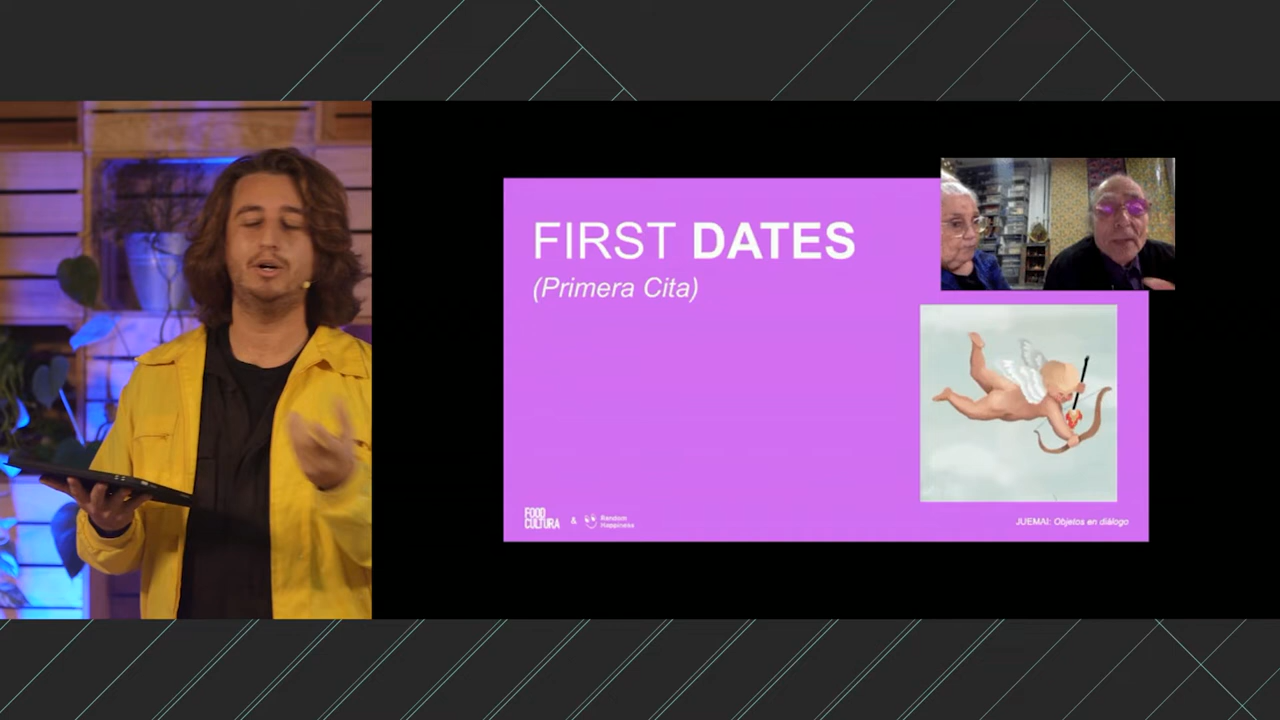 FIRST DATES
(Primera Cita)
FOOD
CULTURA
&
Random
Happiness
JUEMAI: Objetos en diálogo